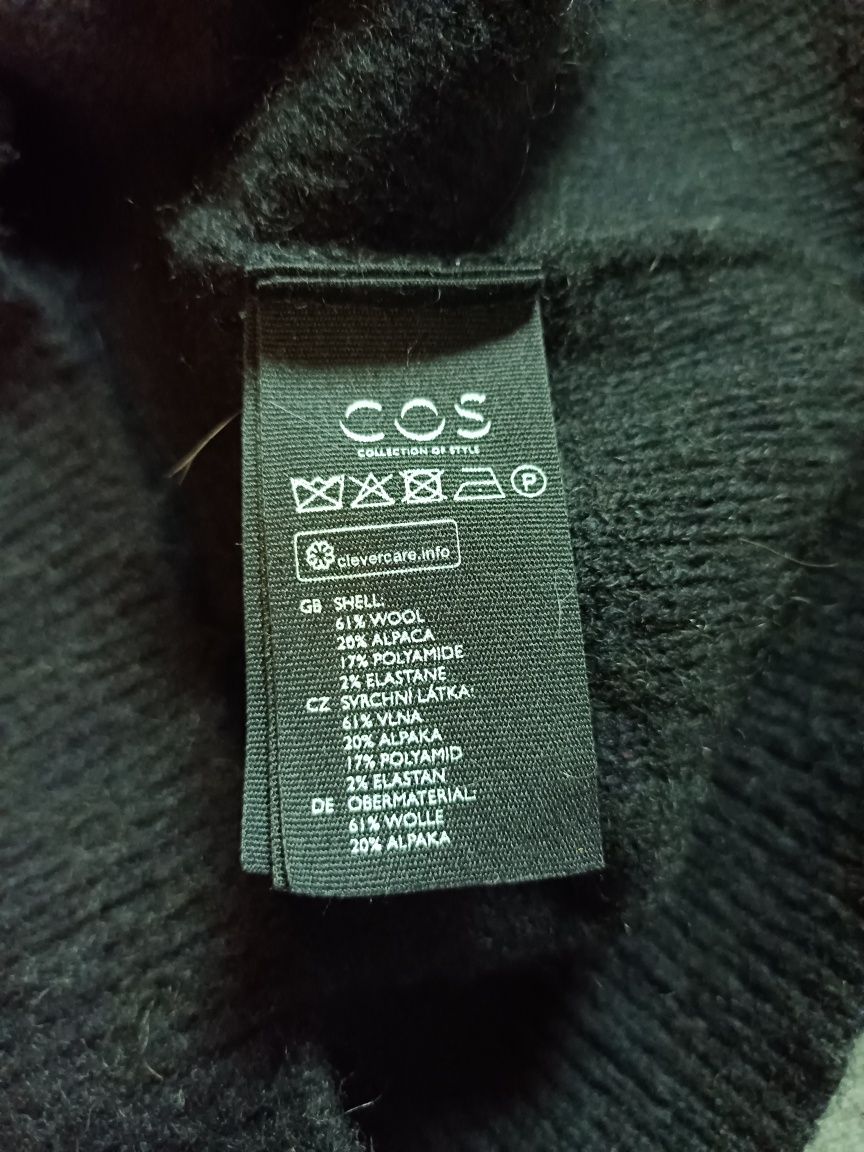 COS
COLLECTION OF STYLE
P
clevercare.info
GB SHELL:
61% WOOL
20% ALPACA
17% POLYAMIDE
2% ELASTANE
CZ SVRCHNÍ LÁTKA:
61% VLNA
20% ALPAKA
17% POLYAMID
2% ELASTAN
DE OBERMATERIAL:
61% WOLLE
20% ALPAKA